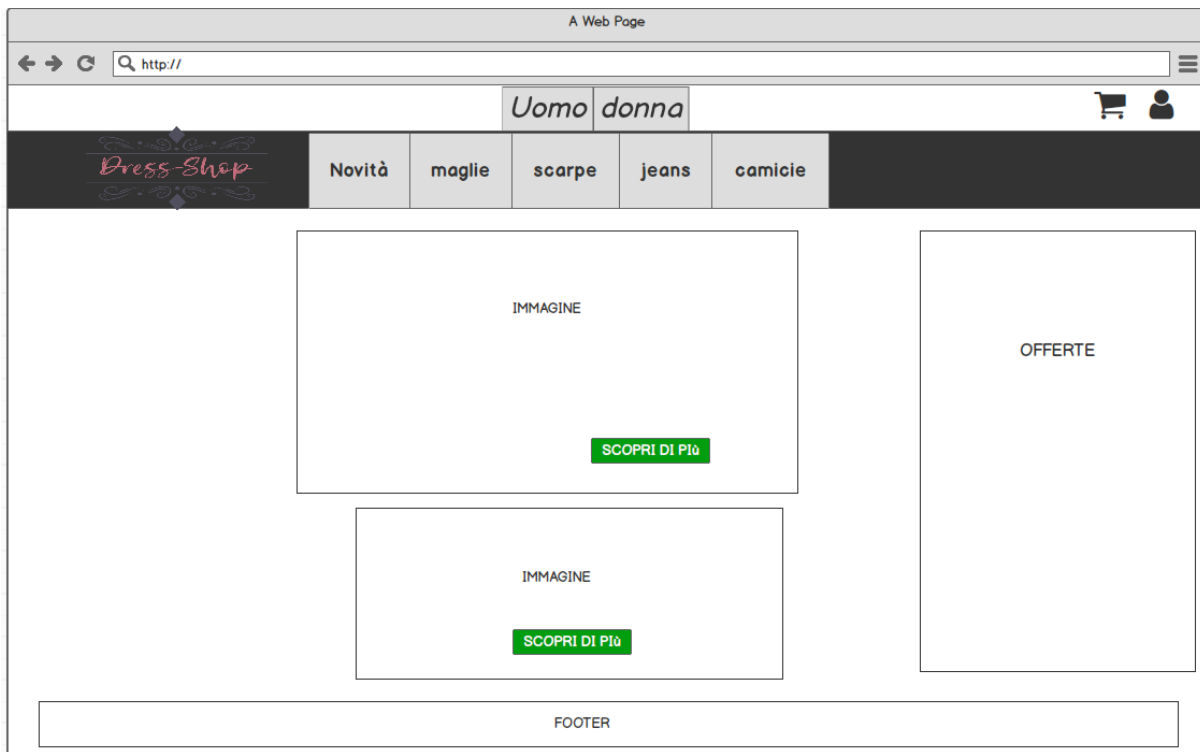 A Web Page
http://
Uomo donna
Dress-Shop
Novità maglie scarpe jeans camicie
IMMAGINE
OFFERTE
SCOPRI DI PIù
IMMAGINE
SCOPRI DI PIù
FOOTER